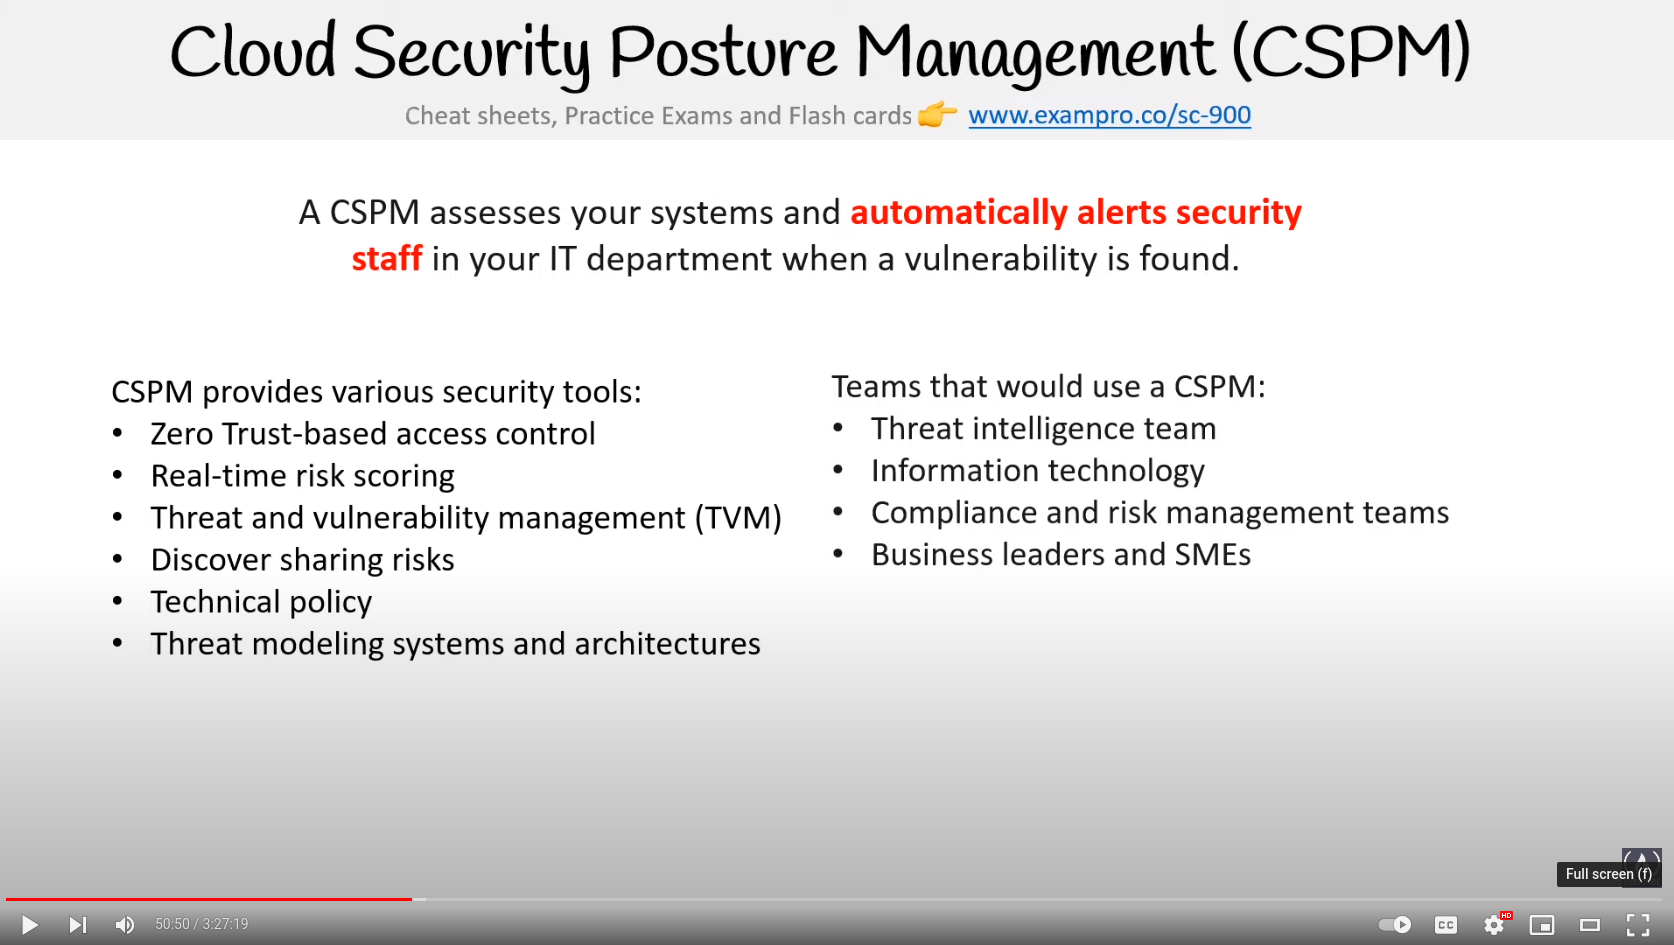 Cloud Security Posture Management (CSPM)
Cheat sheets, Practice Exams and Flash cards 👉 www.exampro.co/sc-900
A CSPM assesses your systems and automatically alerts security
staff in your IT department when a vulnerability is found.
CSPM provides various security tools:
• Zero Trust-based access control
• Real-time risk scoring
• Threat and vulnerability management (TVM)
• Discover sharing risks
• Technical policy
• Threat modeling systems and architectures
Teams that would use a CSPM:
• Threat intelligence team
• Information technology
• Compliance and risk management teams
• Business leaders and SMEs
Full screen (f)
50:50 / 3:27:19
CC
HD